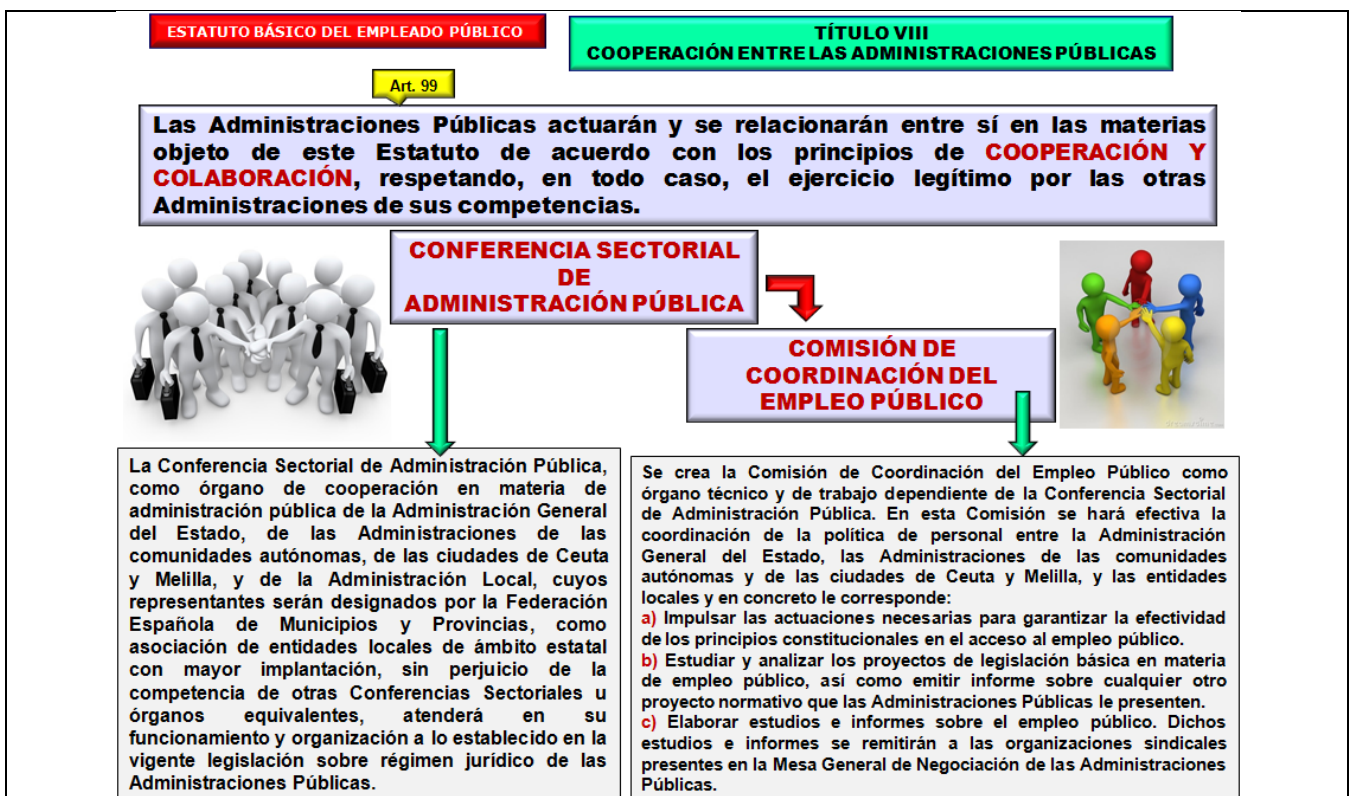 ESTATUTO BÁSICO DEL EMPLEADO PÚBLICO
TÍTULO VIII
COOPERACIÓN ENTRE LAS ADMINISTRACIONES PÚBLICAS
Art. 99
Las Administraciones Públicas actuarán y se relacionarán entre sí en las materias
objeto de este Estatuto de acuerdo con los principios de COOPERACIÓN Y
COLABORACIÓN, respetando, en todo caso, el ejercicio legítimo por las otras
Administraciones de sus competencias.
CONFERENCIA SECTORIAL
DE
ADMINISTRACIÓN PÚBLICA
COMISIÓN DE
COORDINACIÓN DEL
EMPLEO PÚBLICO
La Conferencia Sectorial de Administración Pública,
como órgano de cooperación en materia de
administración pública de la Administración General
del Estado, de las Administraciones de las
comunidades autónomas, de las ciudades de Ceuta
y Melilla, y de la Administración Local, cuyos
representantes serán designados por la Federación
Española de Municipios y Provincias, como
asociación de entidades locales de ámbito estatal
con mayor implantación, sin perjuicio de la
competencia de otras Conferencias Sectoriales u
órganos equivalentes, atenderá en su
funcionamiento y organización a lo establecido en la
vigente legislación sobre régimen jurídico de las
Administraciones Públicas.
Se crea la Comisión de Coordinación del Empleo Público como
órgano técnico y de trabajo dependiente de la Conferencia Sectorial
de Administración Pública. En esta Comisión se hará efectiva la
coordinación de la política de personal entre la Administración
General del Estado, las Administraciones de las comunidades
autónomas y de las ciudades de Ceuta y Melilla, y las entidades
locales y en concreto le corresponde:
a) Impulsar las actuaciones necesarias para garantizar la efectividad
de los principios constitucionales en el acceso al empleo público.
b) Estudiar y analizar los proyectos de legislación básica en materia
de empleo público, así como emitir informe sobre cualquier otro
proyecto normativo que las Administraciones Públicas le presenten.
c) Elaborar estudios e informes sobre el empleo público. Dichos
estudios e informes se remitirán a las organizaciones sindicales
presentes en la Mesa General de Negociación de las Administraciones
Públicas.